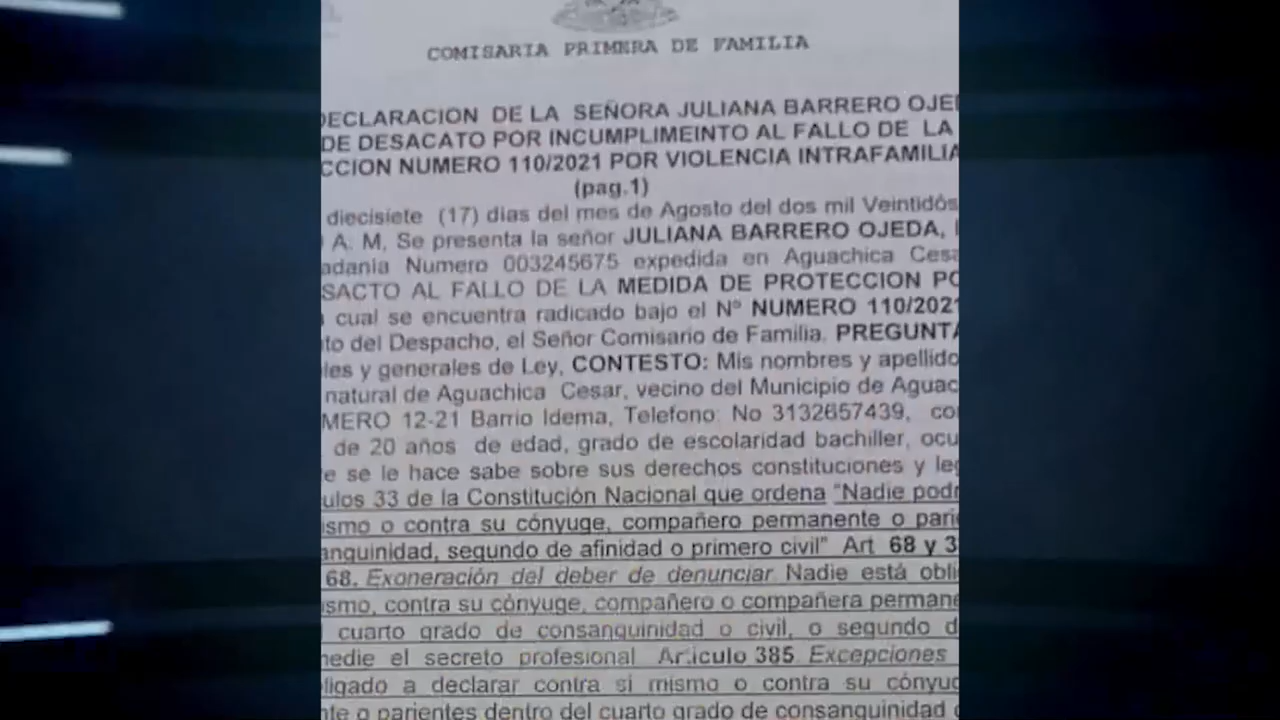 COMISARIA PRIMERA DE FAMILIA
DECLARACION DE LA SEÑORA JULIANA BARRERO OJE
DE DESACATO POR INCUMPLIMEINTO AL FALLO DE LA
CCION NUMERO 110/2021 POR VIOLENCIA INTRAFAMILIA
(pag.1)
diecisiete (17) dias del mes de Agosto del dos mil Veintidós
A. M, Se presenta la señor JULIANA BARRERO OJEDA,
adania Numero 003245675 expedida en Aguachica Cesa
SACTO AL FALLO DE LA MEDIDA DE PROTECCION PO
cual se encuentra radicado bajo el Nº NUMERO 110/2021
to del Despacho, el Señor Comisario de Familia. PREGUNTA
les y generales de Ley, CONTESTO: Mis nombres y apellido
natural de Aguachica Cesar, vecino del Municipio de Aguac
MERO 12-21 Barrio Idema, Telefono: No 3132657439, co
de 20 años de edad, grado de escolaridad bachiller, ocu
e se le hace sabe sobre sus derechos constituciones y leg
ulos 33 de la Constitución Nacional que ordena "Nadie podr
ismo o contra su cónyuge, compañero permanente o pari
anguinidad, segundo de afinidad o primero civil" Art 68 y 3
68. Exoneración del deber de denunciar Nadie está obli
ismo, contra su cónyuge, compañero o compañera permane
cuarto grado de consanguinidad o civil, o segundo d
nedie el secreto profesional Articulo 385 Excepciones
ligado a declarar contra si mismo o contra su cónyuc
nte o parientes dentro del cuarto grado de consanguinidad